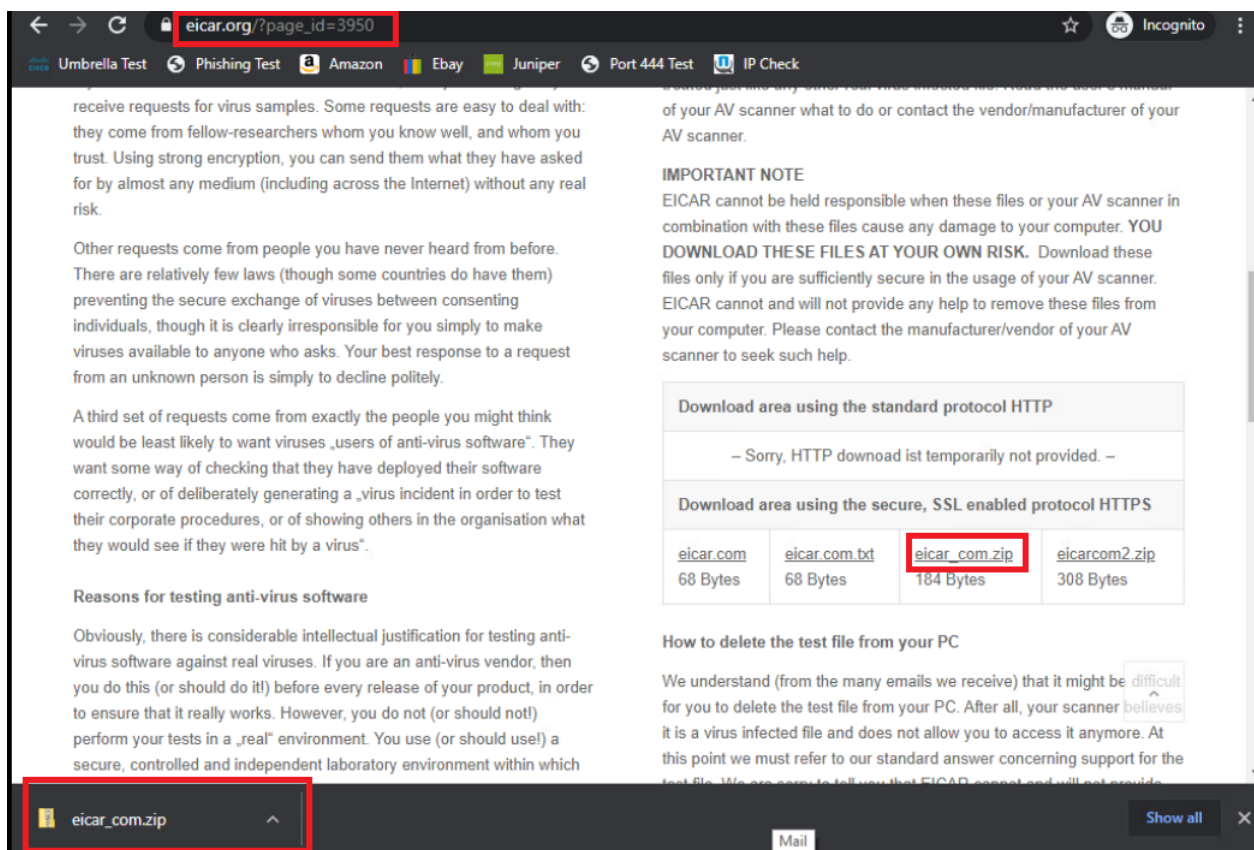 eicar.org/?page_id=3950
Incognito
Umbrella Test Phishing Test Amazon Ebay Juniper Port 444 Test IP Check
receive requests for virus samples. Some requests are easy to deal with:
they come from fellow-researchers whom you know well, and whom you
trust. Using strong encryption, you can send them what they have asked
for by almost any medium (including across the Internet) without any real
risk.
Other requests come from people you have never heard from before.
There are relatively few laws (though some countries do have them)
preventing the secure exchange of viruses between consenting
individuals, though it is clearly irresponsible for you simply to make
viruses available to anyone who asks. Your best response to a request
from an unknown person is simply to decline politely.
A third set of requests come from exactly the people you might think
would be least likely to want viruses „users of anti-virus software“. They
want some way of checking that they have deployed their software
correctly, or of deliberately generating a „virus incident in order to test
their corporate procedures, or of showing others in the organisation what
they would see if they were hit by a virus“.
Reasons for testing anti-virus software
Obviously, there is considerable intellectual justification for testing anti-
virus software against real viruses. If you are an anti-virus vendor, then
you do this (or should do it!) before every release of your product, in order
to ensure that it really works. However, you do not (or should not!)
perform your tests in a „real“ environment. You use (or should use!) a
secure, controlled and independent laboratory environment within which
of your AV scanner what to do or contact the vendor/manufacturer of your
AV scanner.
IMPORTANT NOTE
EICAR cannot be held responsible when these files or your AV scanner in
combination with these files cause any damage to your computer. YOU
DOWNLOAD THESE FILES AT YOUR OWN RISK. Download these
files only if you are sufficiently secure in the usage of your AV scanner.
EICAR cannot and will not provide any help to remove these files from
your computer. Please contact the manufacturer/vendor of your AV
scanner to seek such help.
Download area using the standard protocol HTTP
– Sorry, HTTP downoad ist temporarily not provided. –
Download area using the secure, SSL enabled protocol HTTPS
eicar.com eicar.com.txt eicar_com.zip eicarcom2.zip
68 Bytes 68 Bytes 184 Bytes 308 Bytes
How to delete the test file from your PC
We understand (from the many emails we receive) that it might be difficult
for you to delete the test file from your PC. After all, your scanner believes
it is a virus infected file and does not allow you to access it anymore. At
this point we must refer to our standard answer concerning support for the
test file. We are sorry to tell you that EICAR cannot and will not provide
eicar_com.zip
Show all
Mail